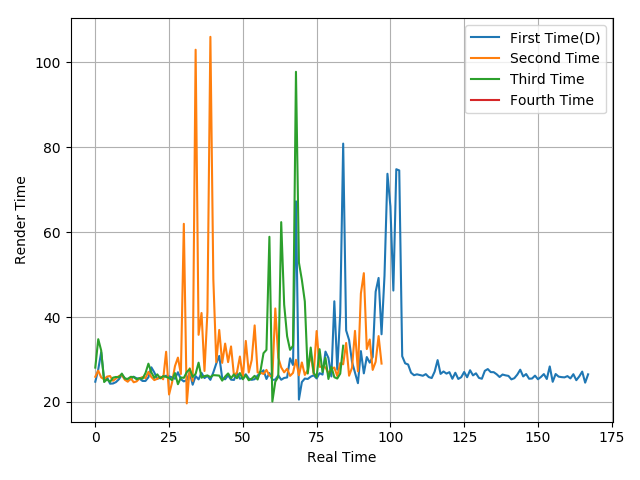 First Time(D)
Second Time
Third Time
Fourth Time
100
80
60
40
20
Render Time
0 25 50 75 100 125 150 175
Real Time